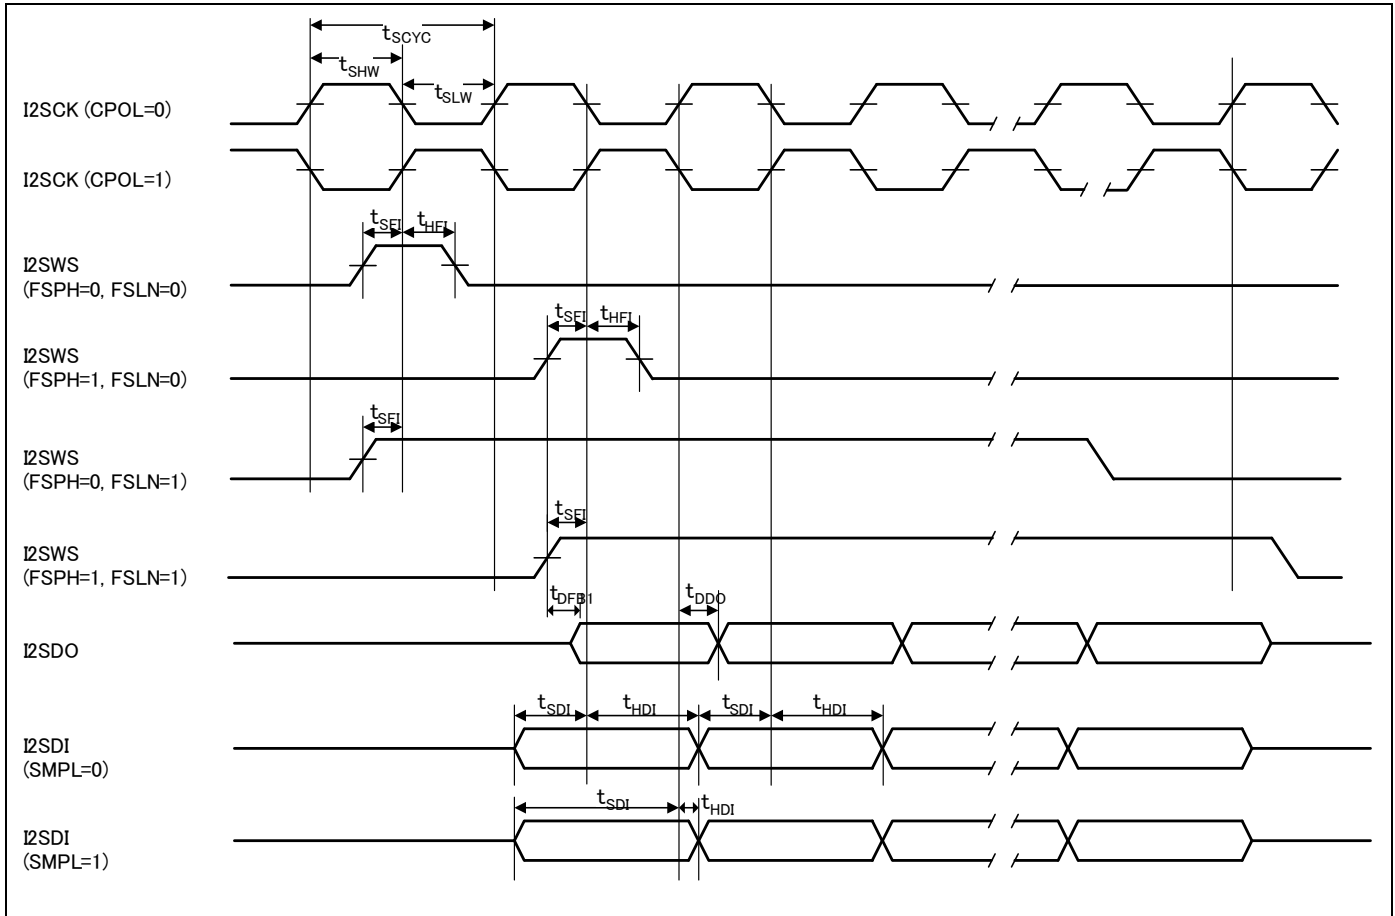 tSCYC
tSHW
tSLW
I2SCK (CPOL=0)
I2SCK (CPOL=1)
tSFI tHFI
I2SWS
(FSPH=0, FSLN=0)
tSFI tHFI
I2SWS
(FSPH=1, FSLN=0)
tSFI
I2SWS
(FSPH=0, FSLN=1)
tSFI
I2SWS
(FSPH=1, FSLN=1)
tDFB1 tDDO
I2SDO
tSDI tHDI tSDI tHDI
I2SDI
(SMPL=0)
tSDI tHDI
I2SDI
(SMPL=1)